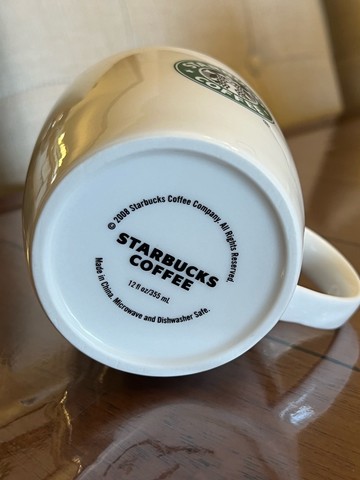 © 2008 Starbucks Coffee Company. All Rights Reserved.
STARBUCKS
COFFEE
12 fl oz/355 mL
Made in China. Microwave and Dishwasher Safe.
COFFEE